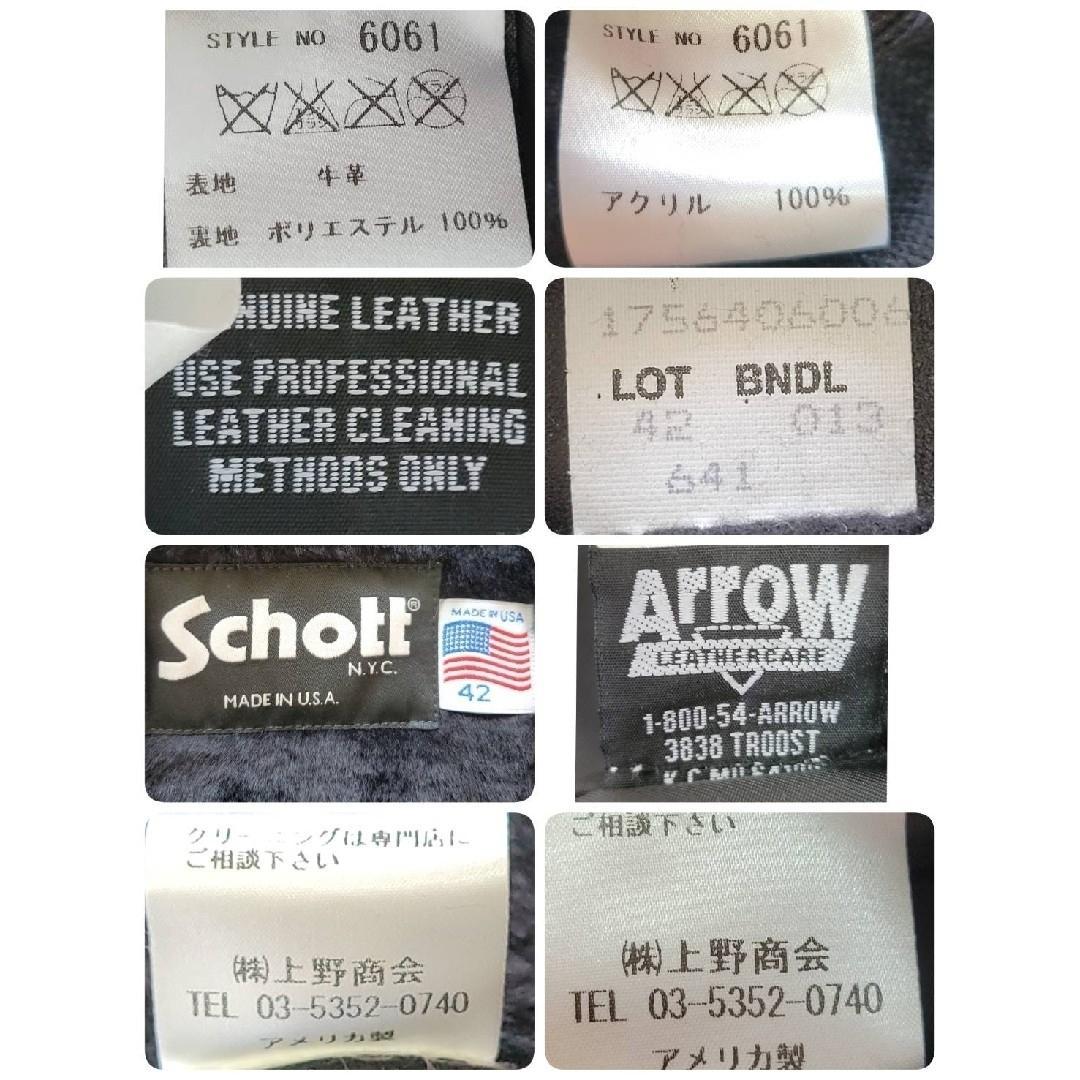 STYLE NO 6061
表地 牛革
裏地 ポリエステル 100%
STYLE NO 6061
アクリル 100%
NUINE LEATHER
USE PROFESSIONAL
LEATHER CLEANING
METHODS ONLY
1756406006
LOT BNDL
42 013
641
Schott®
N.Y.C.
MADE IN U.S.A.
MADE IN USA
42
Arrow
LEATHERCARE
1-800-54-ARROW
3838 TROOST
クリーニングは専門店に
ご相談下さい
(株)上野商会
TEL 03-5352-0740
アメリカ製
ご相談下さい
(株)上野商会
TEL 03-5352-0740
アメリカ製